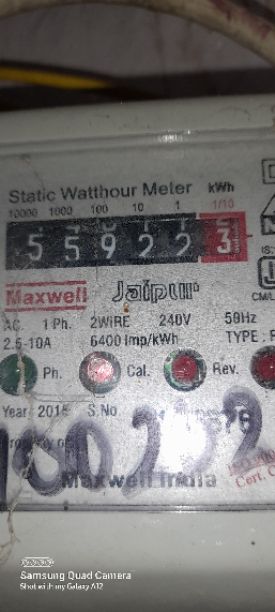 Static Watthour Meter kWh
10000 1000 100 10 1 1/10
5 5 9 2 2 3
Maxwell Jaipur
AC. 1 Ph. 2WiRE 240V 50Hz
2.5-10A 6400 Imp/kWh TYPE :
Ph. Cal. Rev.
Year 2015 S.No
Maxwell India
Cert.
Samsung Quad Camera
Shot with my Galaxy A12